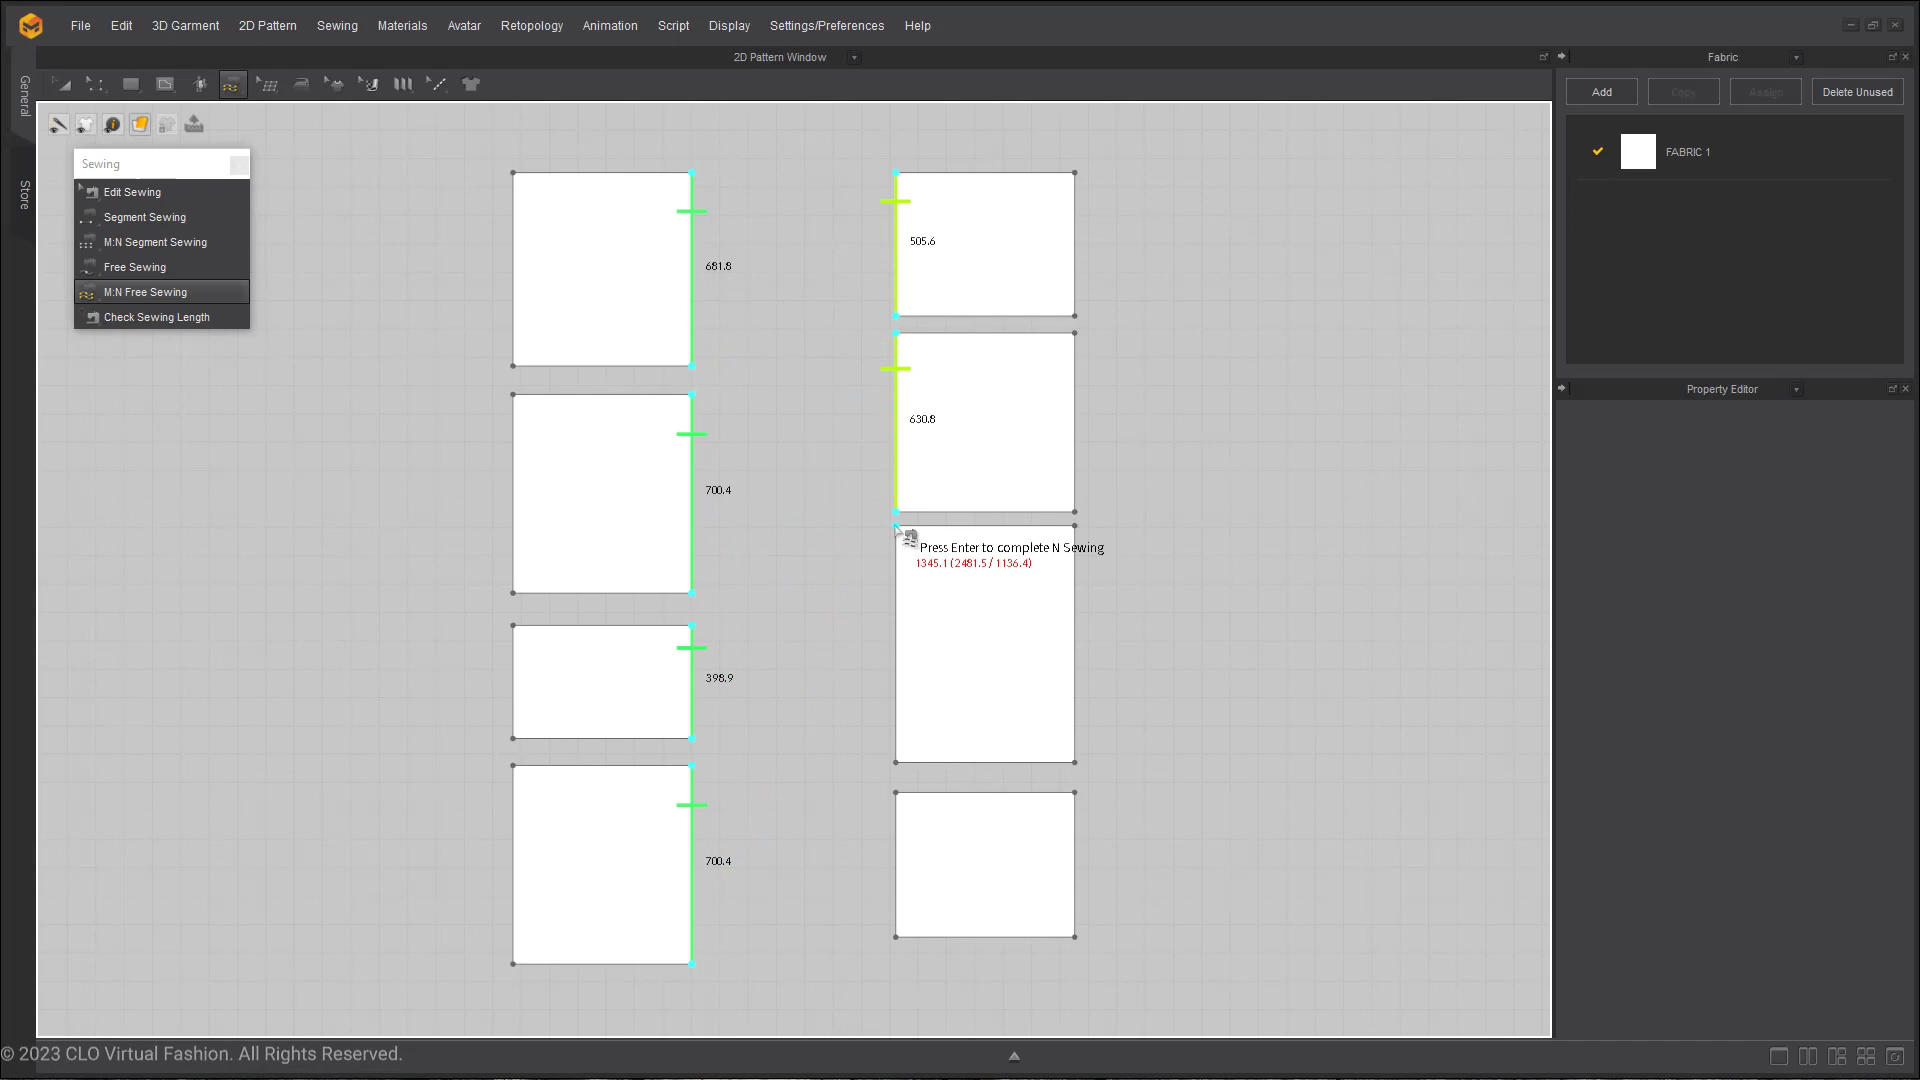 File Edit 3D Garment 2D Pattern Sewing Materials Avatar Retopology Animation Script Display Settings/Preferences Help
2D Pattern Window
Fabric
General
Store
Add Copy Assign Delete Unused
FABRIC 1
Property Editor
Sewing
Edit Sewing
Segment Sewing
M:N Segment Sewing
Free Sewing
M:N Free Sewing
Check Sewing Length
681.8
700.4
398.9
700.4
505.6
630.8
Press Enter to complete N Sewing
1345.1 (2481.5 / 1136.4)
© 2023 CLO Virtual Fashion. All Rights Reserved.